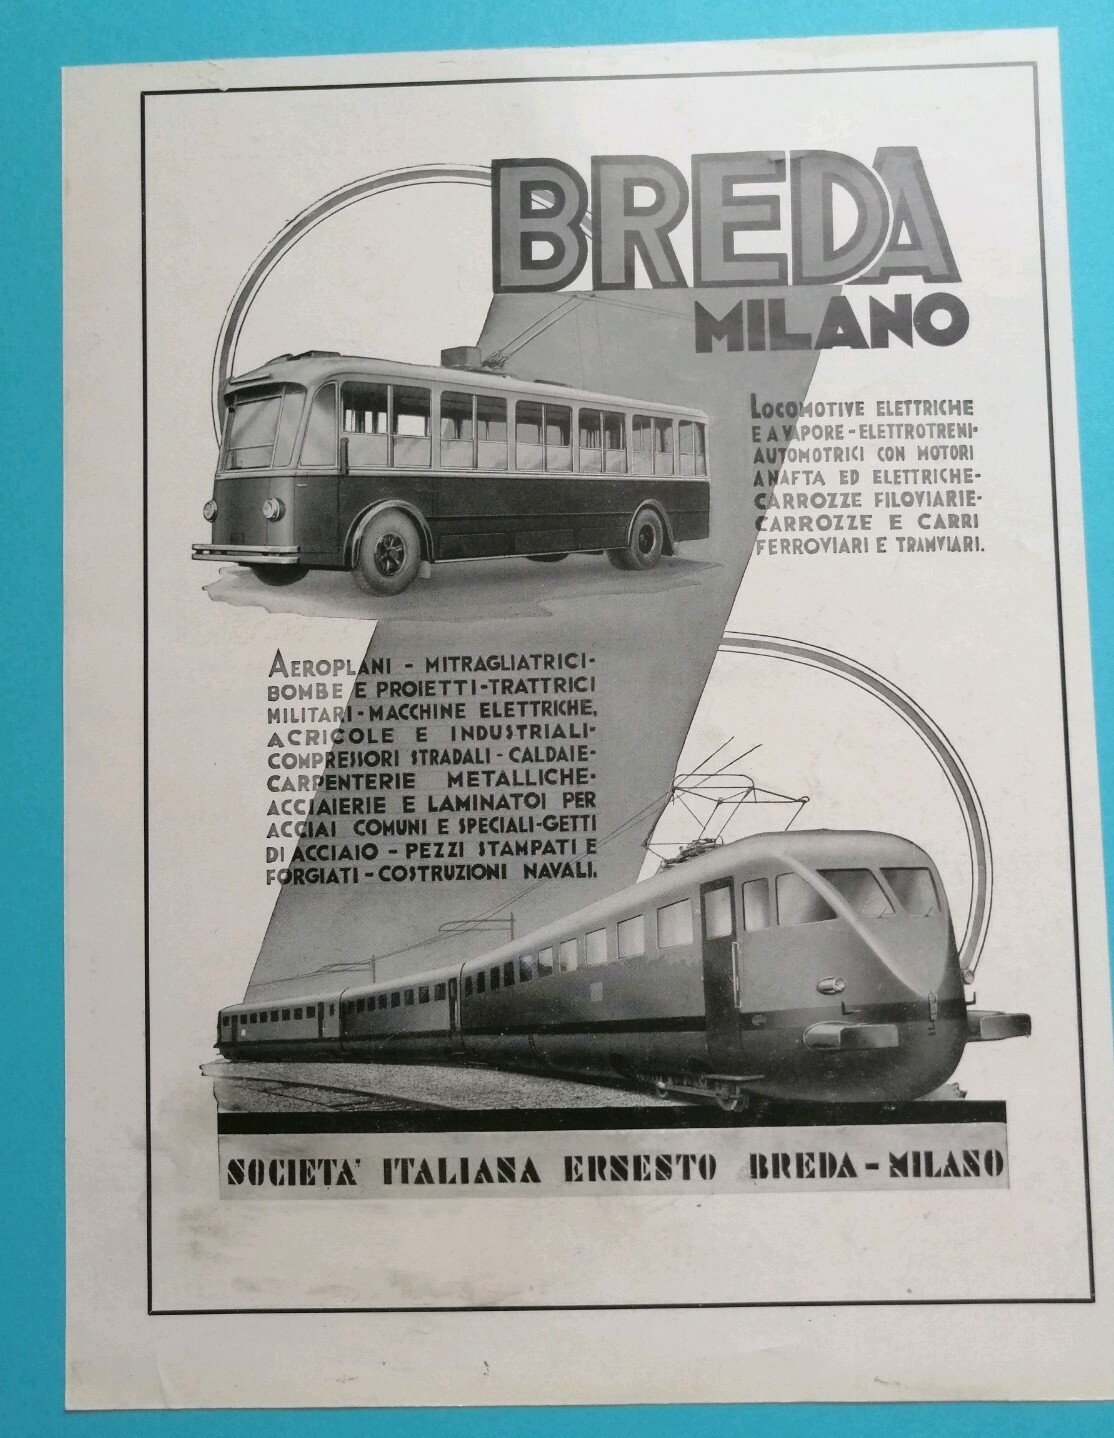 BREDA
MILANO
LOCOMOTIVE ELETTRICHE
E A VAPORE - ELETTROTRENI -
AUTOMOTRICI CON MOTORI
A NAFTA ED ELETTRICHE -
CARROZZE FILOVIARIE -
CARROZZE E CARRI
FERROVIARI E TRAMVIARI.
AEROPLANI - MITRAGLIATRICI -
BOMBE E PROIETTI - TRATTRICI
MILITARI - MACCHINE ELETTRICHE,
AGRICOLE E INDUSTRIALI -
COMPRESSORI STRADALI - CALDAIE -
CARPENTERIE METALLICHE -
ACCIAIERIE E LAMINATOI PER
ACCIAI COMUNI E SPECIALI - GETTI
DI ACCIAIO - PEZZI STAMPATI E
FORGIATI - COSTRUZIONI NAVALI.
SOCIETA' ITALIANA ERNESTO BREDA - MILANO